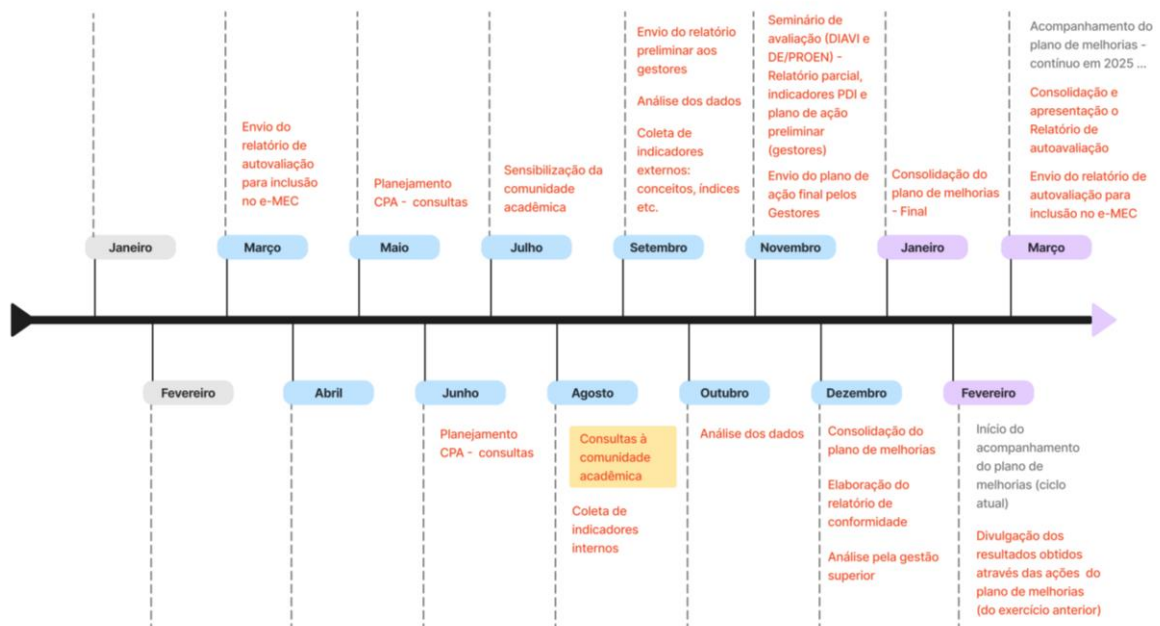 Envio do
relatório de
autovaliação
para inclusão
no e-MEC
Planejamento
CPA - consultas
Sensibilização da
comunidade
acadêmica
Envio do relatório
preliminar aos
gestores
Análise dos dados
Coleta de
indicadores
externos:
conceitos, índices
etc.
Seminário de
avaliação (DIAVI e
DE/PROEN) -
Relatório parcial,
indicadores PDI e
plano de ação
preliminar
(gestores)
Envio do plano de
ação final pelos
Gestores
Consolidação do
plano de melhorias
- Final
Acompanhamento do
plano de melhorias -
contínuo em 2025 ...
Consolidação e
apresentação o
Relatório de
autoavaliação
Envio do relatório de
autovaliação para
inclusão no e-MEC
Janeiro
Março
Maio
Julho
Setembro
Novembro
Janeiro
Março
Fevereiro
Abril
Junho
Agosto
Outubro
Dezembro
Fevereiro
Planejamento
CPA - consultas
Consultas à
comunidade
acadêmica
Coleta de
indicadores
internos
Análise dos dados
Consolidação do
plano de melhorias
Elaboração do
relatório de
conformidade
Análise pela gestão
superior
Início do
acompanhamento
do plano de
melhorias (ciclo
atual)
Divulgação dos
resultados obtidos
através das ações do
plano de melhorias
(do exercício anterior)